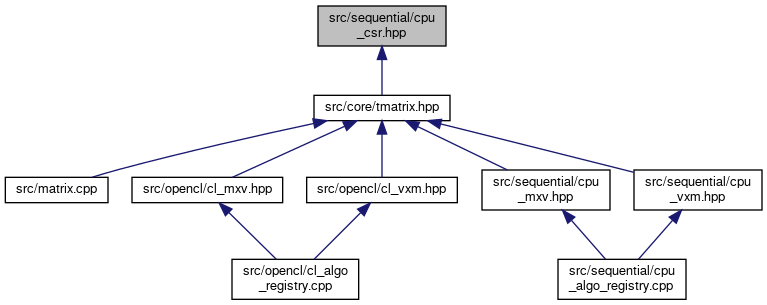 src/sequential/cpu
_csr.hpp
src/core/tmatrix.hpp
src/matrix.cpp
src/opencl/cl_mxv.hpp
src/opencl/cl_vxm.hpp
src/sequential/cpu
_mxv.hpp
src/sequential/cpu
_vxm.hpp
src/opencl/cl_algo
_registry.cpp
src/sequential/cpu
_algo_registry.cpp